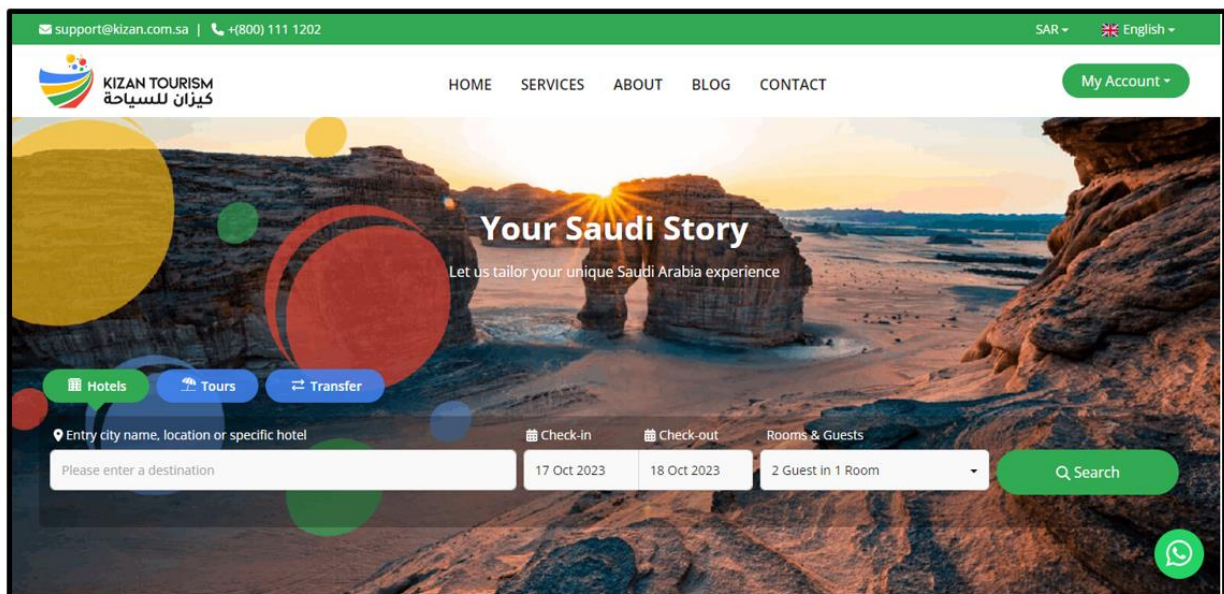 support@kizan.com.sa | +(800) 111 1202
SAR
English
KIZAN TOURISM
كيزان للسياحة
HOME SERVICES ABOUT BLOG CONTACT
My Account
Your Saudi Story
Let us tailor your unique Saudi Arabia experience
Hotels Tours Transfer
Entry city name, location or specific hotel
Check-in Check-out Rooms & Guests
Please enter a destination
17 Oct 2023 18 Oct 2023 2 Guest in 1 Room
Search